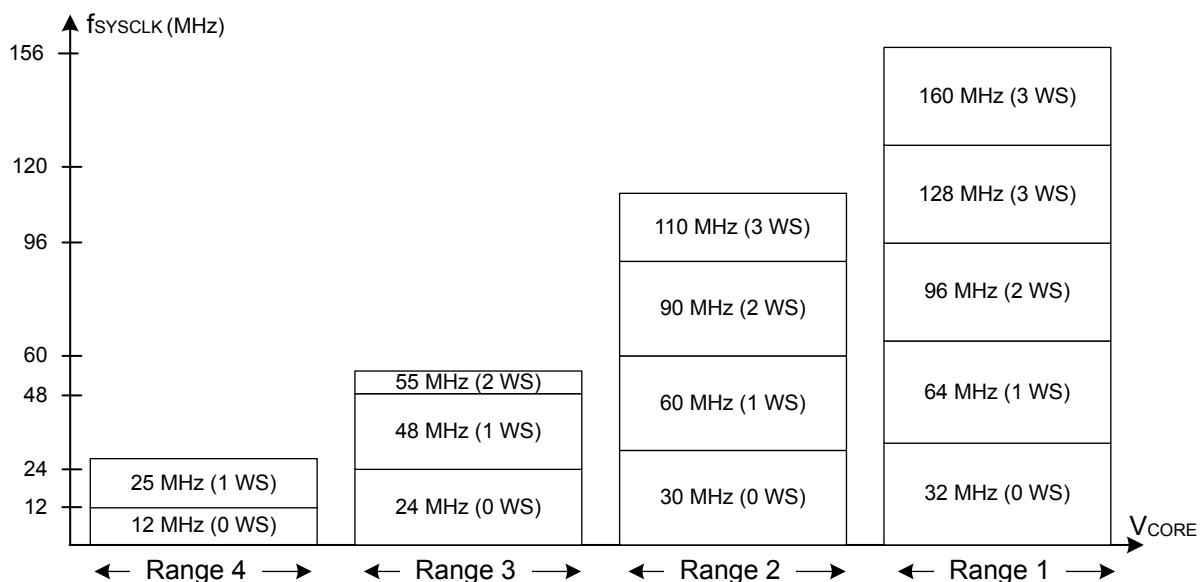 fSYSCLK (MHz)
156
120
96
60
48
24
12
25 MHz (1 WS)
12 MHz (0 WS)
55 MHz (2 WS)
48 MHz (1 WS)
24 MHz (0 WS)
110 MHz (3 WS)
90 MHz (2 WS)
60 MHz (1 WS)
30 MHz (0 WS)
160 MHz (3 WS)
128 MHz (3 WS)
96 MHz (2 WS)
64 MHz (1 WS)
32 MHz (0 WS)
VCORE
Range 4
Range 3
Range 2
Range 1